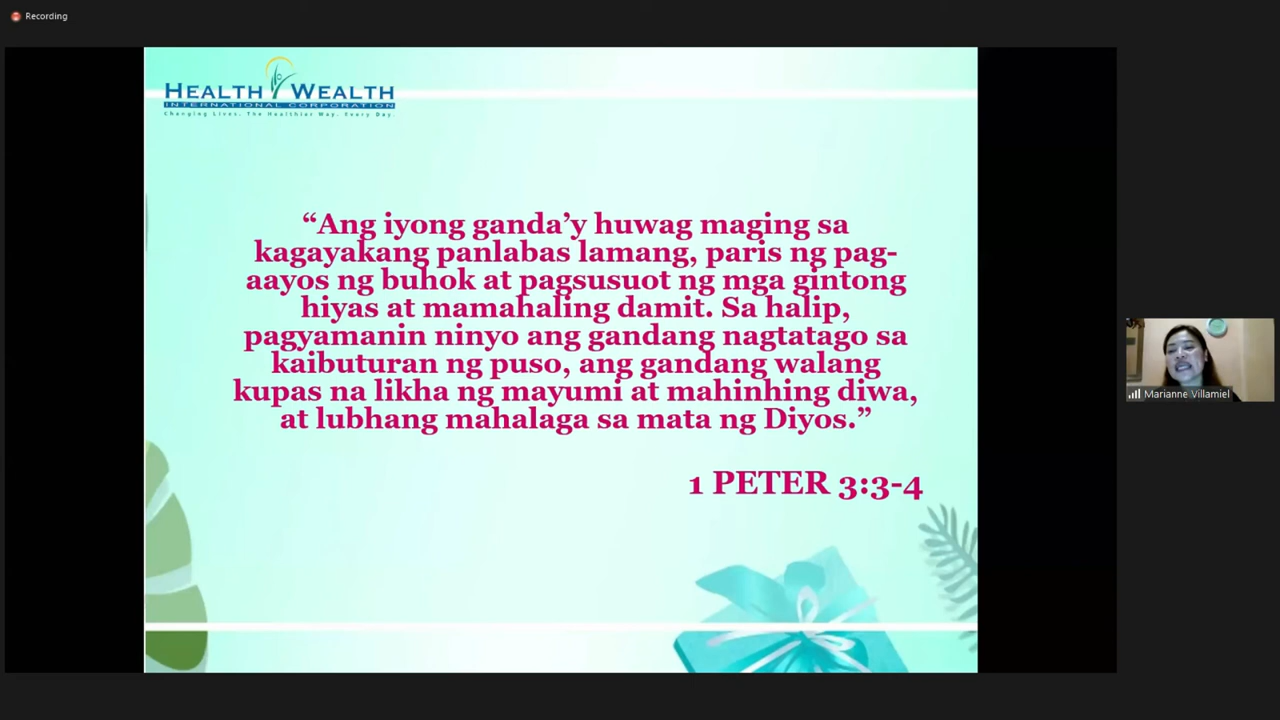 Recording
HEALTH WEALTH
INTERNATIONAL CORPORATION
Changing Lives. The Healthier Way. Every Day.
“Ang iyong ganda’y huwag maging sa
kagayakang panlabas lamang, paris ng pag-
aayos ng buhok at pagsusuot ng mga gintong
hiyas at mamahaling damit. Sa halip,
pagyamanin ninyo ang gandang nagtatago sa
kaibuturan ng puso, ang gandang walang
kupas na likha ng mayumi at mahinhing diwa,
at lubhang mahalaga sa mata ng Diyos.”
1 PETER 3:3-4
Marianne Villamiel